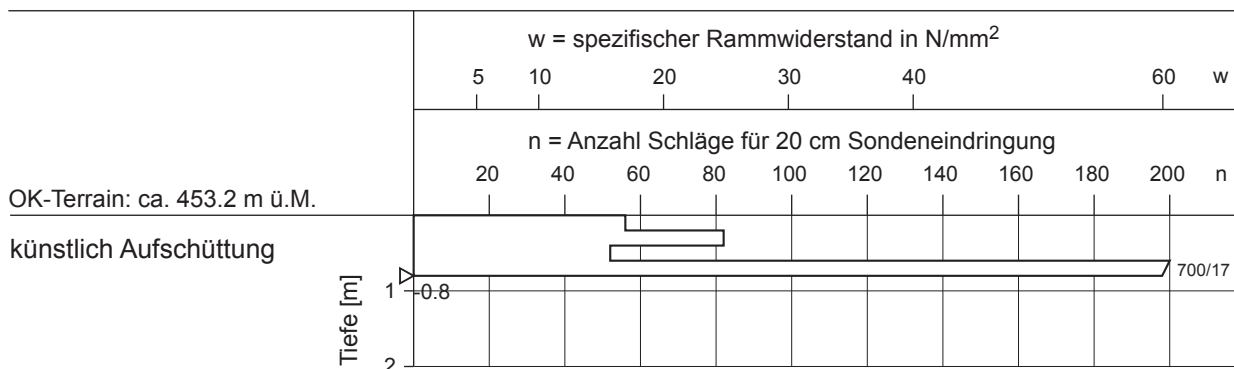 w = spezifischer Rammwiderstand in N/mm²
5 10 20 30 40 60 w
n = Anzahl Schläge für 20 cm Sondeneindringung
20 40 60 80 100 120 140 160 180 200 n
OK-Terrain: ca. 453.2 m ü.M.
künstlich Aufschüttung
700/17
1 -0.8
Tiefe [m]
2